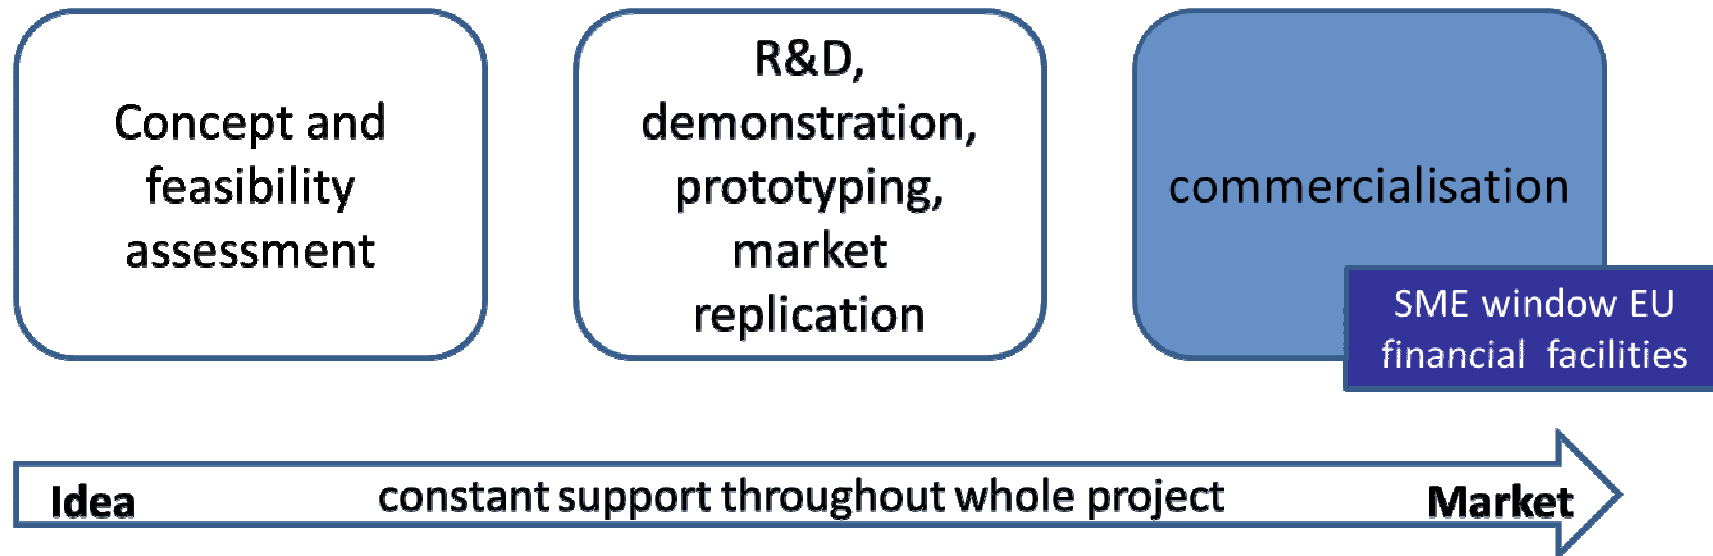 Concept and
feasibility
assessment
R&D,
demonstration,
prototyping,
market
replication
commercialisation
SME window EU
financial facilities
Idea
constant support throughout whole project
Market